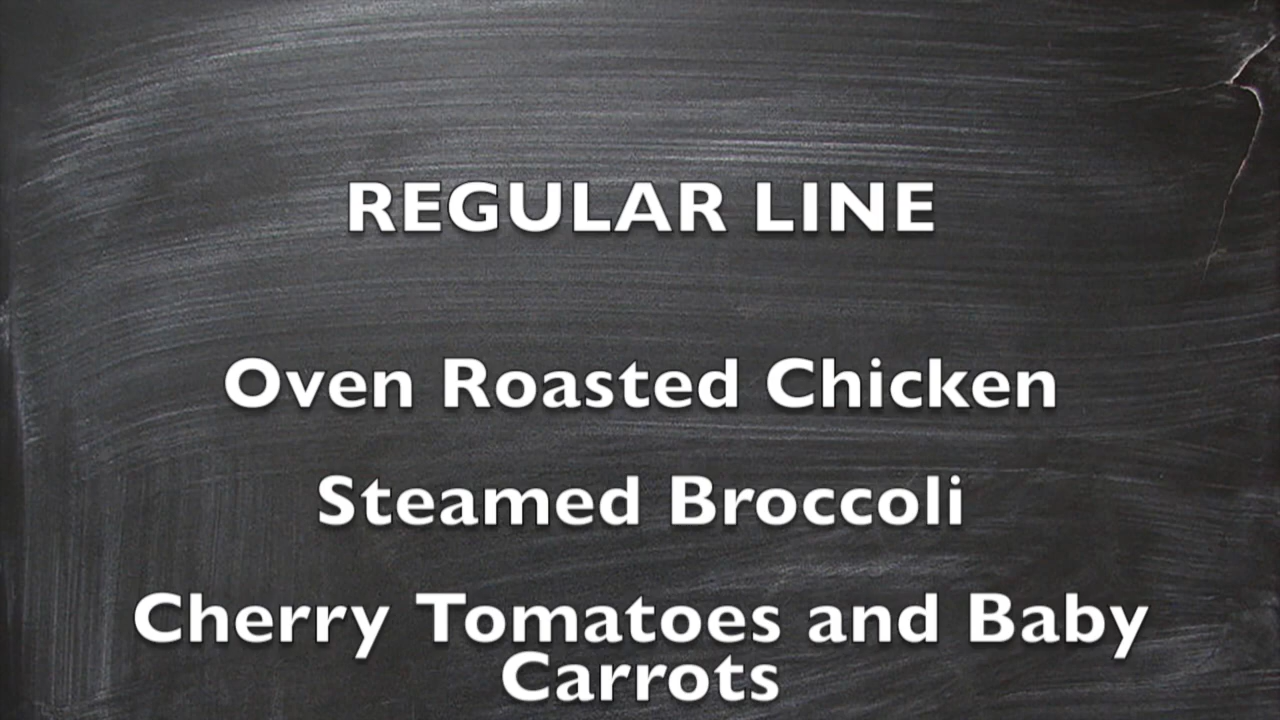 REGULAR LINE
Oven Roasted Chicken
Steamed Broccoli
Cherry Tomatoes and Baby
Carrots